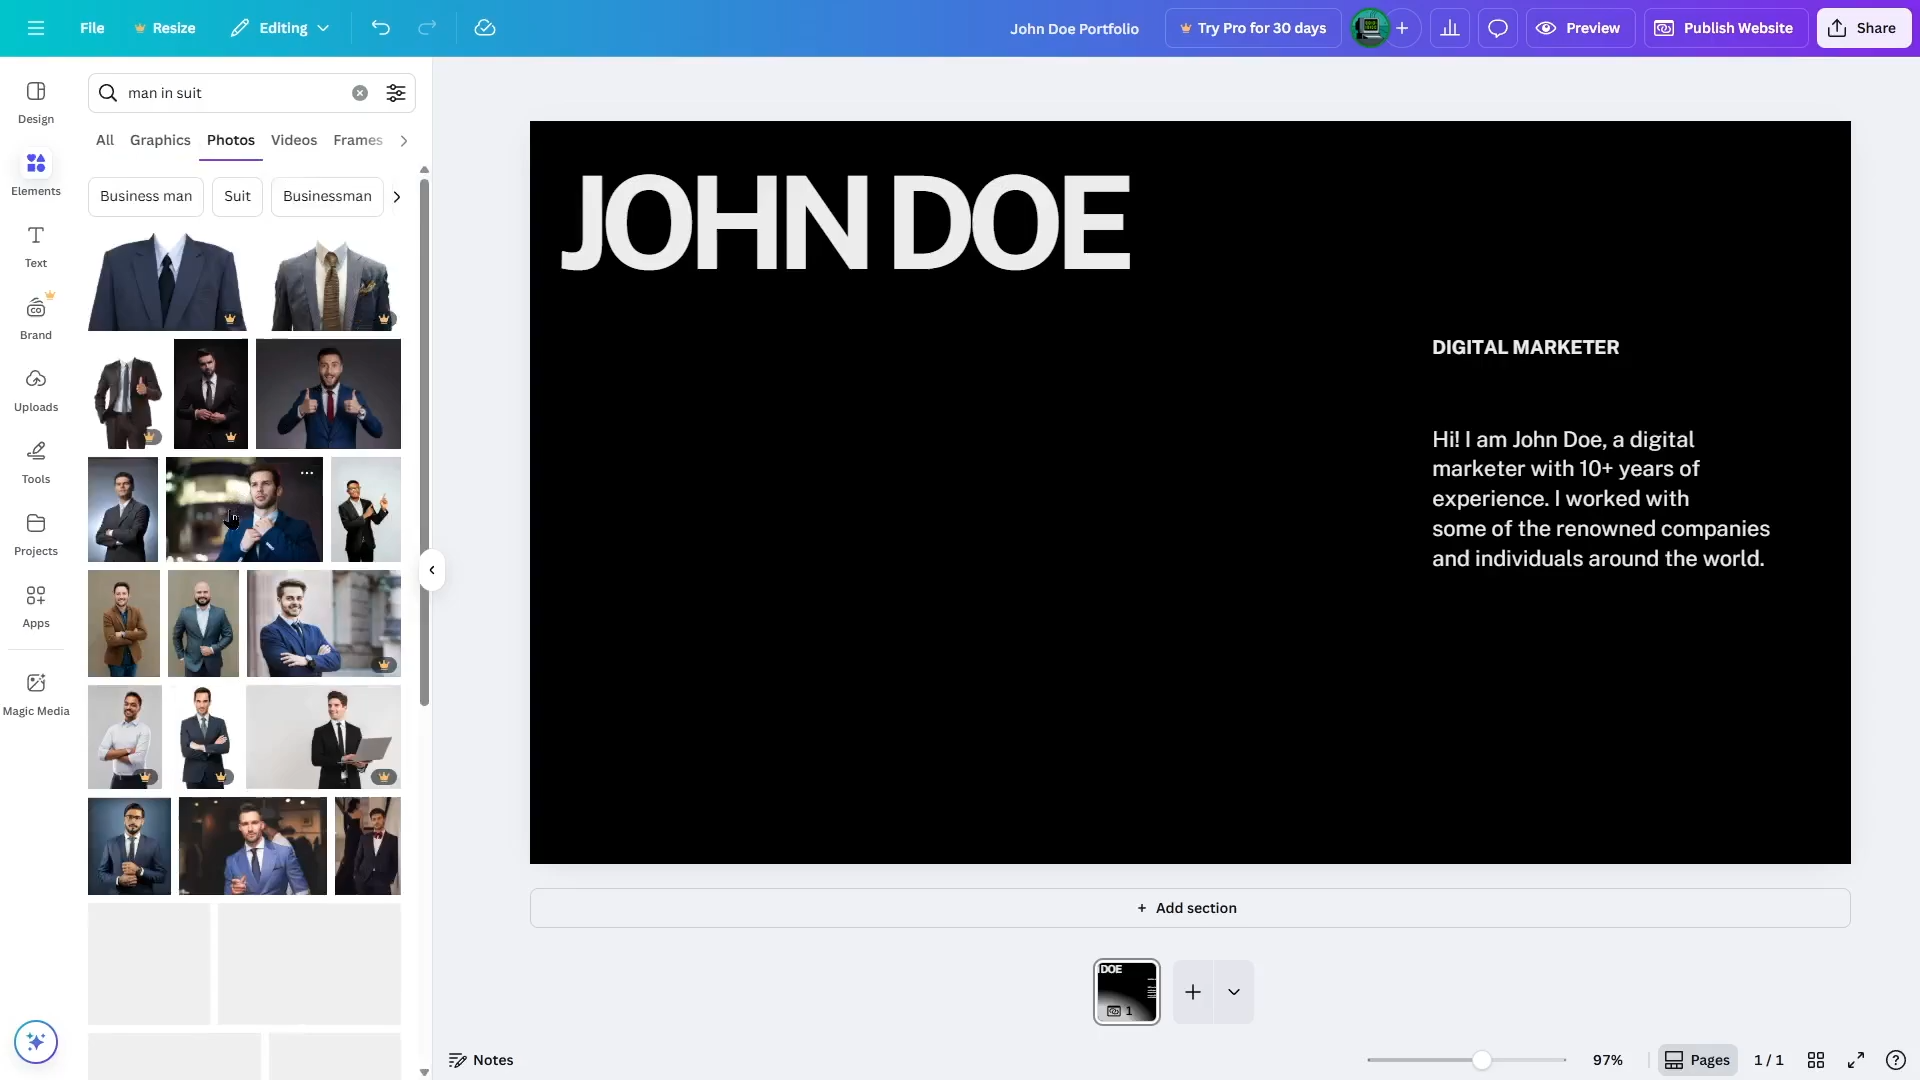 File
Resize
Editing
John Doe Portfolio
Try Pro for 30 days
Preview
Publish Website
Share
Design
Elements
Text
Brand
Uploads
Tools
Projects
Apps
Magic Media
man in suit
All
Graphics
Photos
Videos
Frames
Business man
Suit
Businessman
JOHN DOE
DIGITAL MARKETER
Hi! I am John Doe, a digital
marketer with 10+ years of
experience. I worked with
some of the renowned companies
and individuals around the world.
+ Add section
DOE
1
Notes
97%
Pages
1 / 1